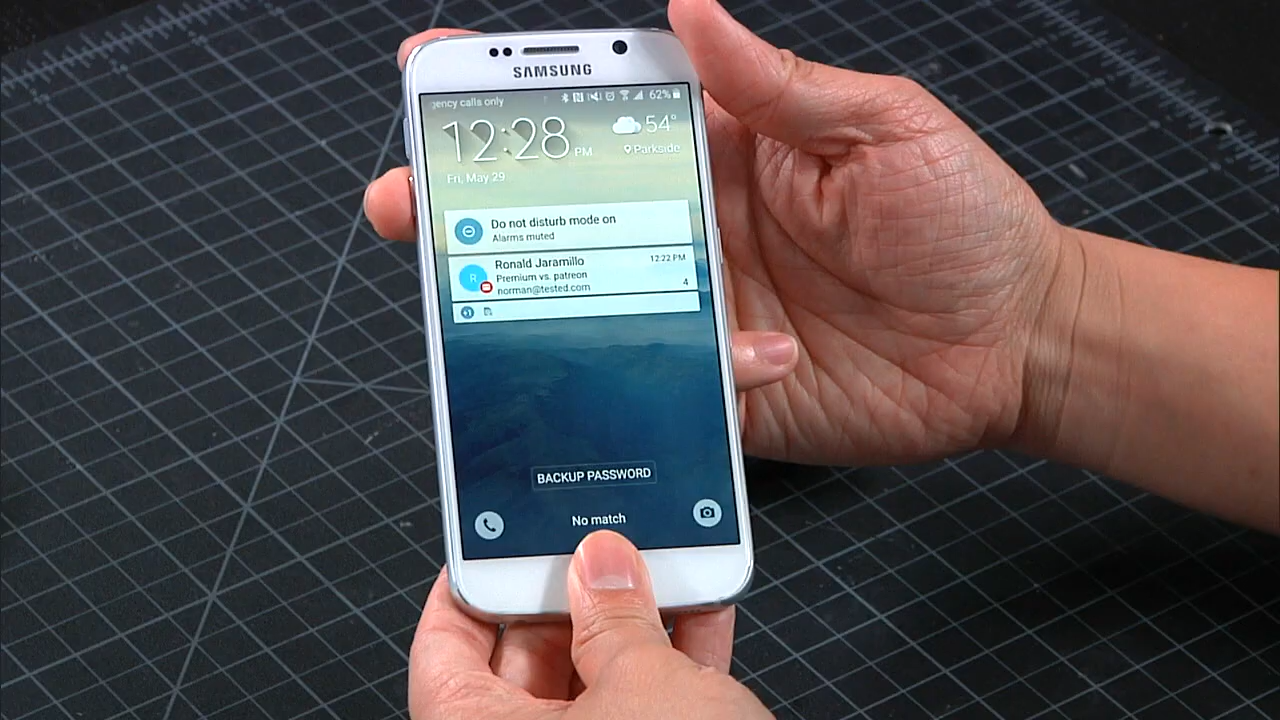 SAMSUNG
gency calls only
62%
12:28 PM
54°
Parkside
Fri, May 29
Do not disturb mode on
Alarms muted
Ronald Jaramillo
12:22 PM
Premium vs. patreon
norman@tested.com
4
R
BACKUP PASSWORD
No match